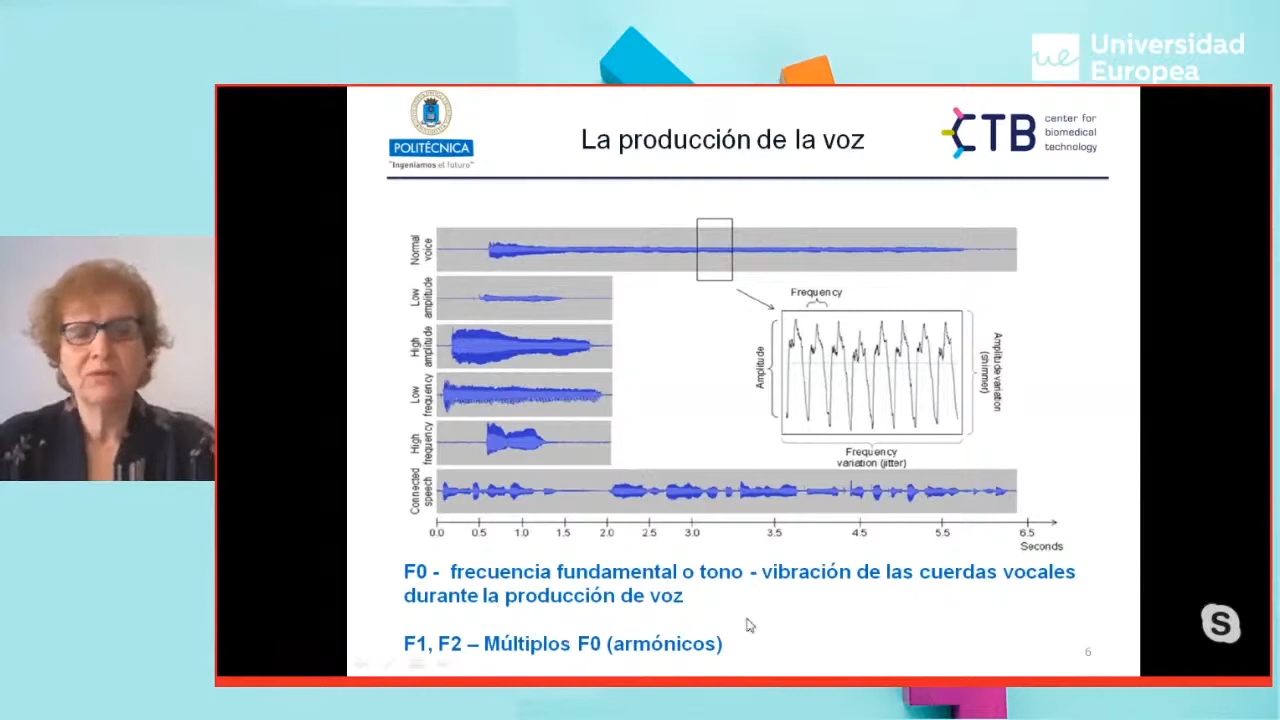 Universidad
Europea
ue
POLITÉCNICA
"Ingeniamos el futuro"
La producción de la voz
CTB
center for
biomedical
technology
Normal
voice
Low
amplitude
High
amplitude
Low
frequency
High
frequency
Connected
speech
Frequency
Amplitude
Amplitude variation
(shimmer)
Frequency
variation (jitter)
0.0 0.5 1.0 1.5 2.0 2.5 3.0 3.5 4.5 5.5 6.5
Seconds
F0 - frecuencia fundamental o tono - vibración de las cuerdas vocales
durante la producción de voz
F1, F2 – Múltiplos F0 (armónicos)
6
S